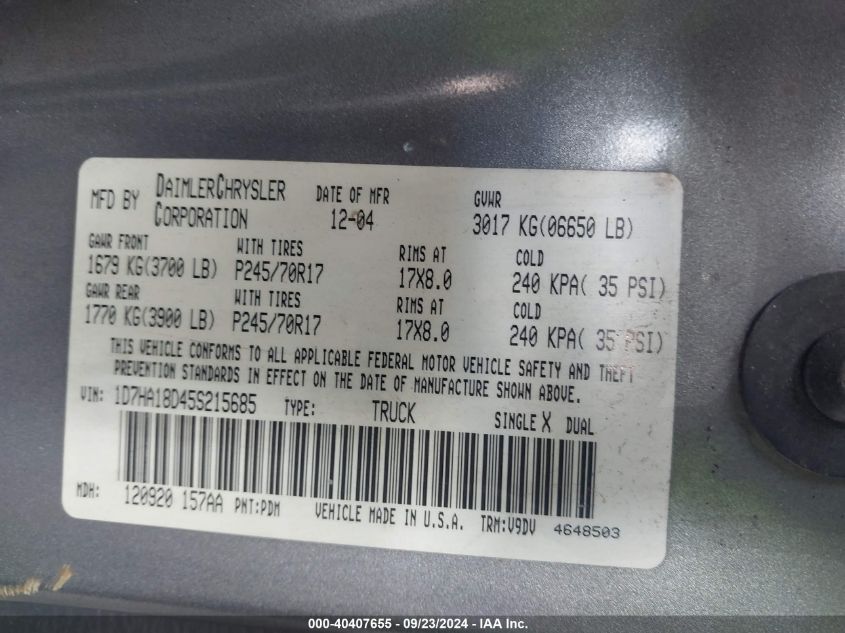 MFD BY DAIMLERCHRYSLER CORPORATION DATE OF MFR 12-04 GVWR 3017 KG(06650 LB)
GAWR FRONT WITH TIRES RIMS AT COLD
1679 KG(3700 LB) P245/70R17 17X8.0 240 KPA( 35 PSI)
GAWR REAR WITH TIRES RIMS AT COLD
1770 KG(3900 LB) P245/70R17 17X8.0 240 KPA( 35 PSI)
THIS VEHICLE CONFORMS TO ALL APPLICABLE FEDERAL MOTOR VEHICLE SAFETY AND THEFT
PREVENTION STANDARDS IN EFFECT ON THE DATE OF MANUFACTURE SHOWN ABOVE.
VIN: 1D7HA18D45S215685 TYPE: TRUCK SINGLE X DUAL
MDH: 120920 157AA PNT:PDM VEHICLE MADE IN U.S.A. TRM:V9DV 4648503
000-40407655 - 09/23/2024 - IAA Inc.